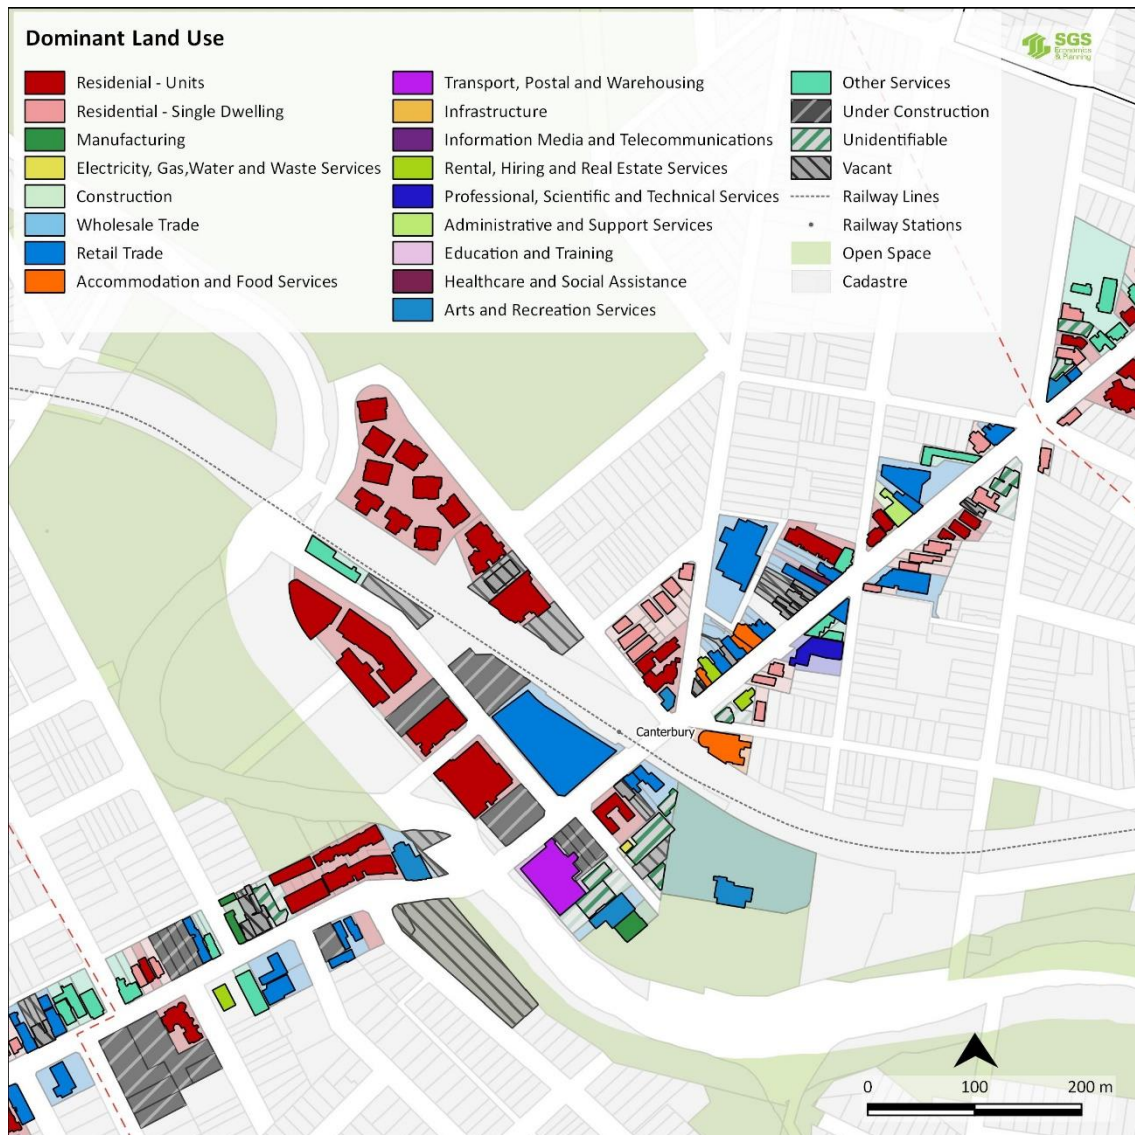 Dominant Land Use
SGS
Economics
& Planning
Residenial - Units
Residential - Single Dwelling
Manufacturing
Electricity, Gas,Water and Waste Services
Construction
Wholesale Trade
Retail Trade
Accommodation and Food Services
Transport, Postal and Warehousing
Infrastructure
Information Media and Telecommunications
Rental, Hiring and Real Estate Services
Professional, Scientific and Technical Services
Administrative and Support Services
Education and Training
Healthcare and Social Assistance
Arts and Recreation Services
Other Services
Under Construction
Unidentifiable
Vacant
Railway Lines
Railway Stations
Open Space
Cadastre
Canterbury
0 100 200 m